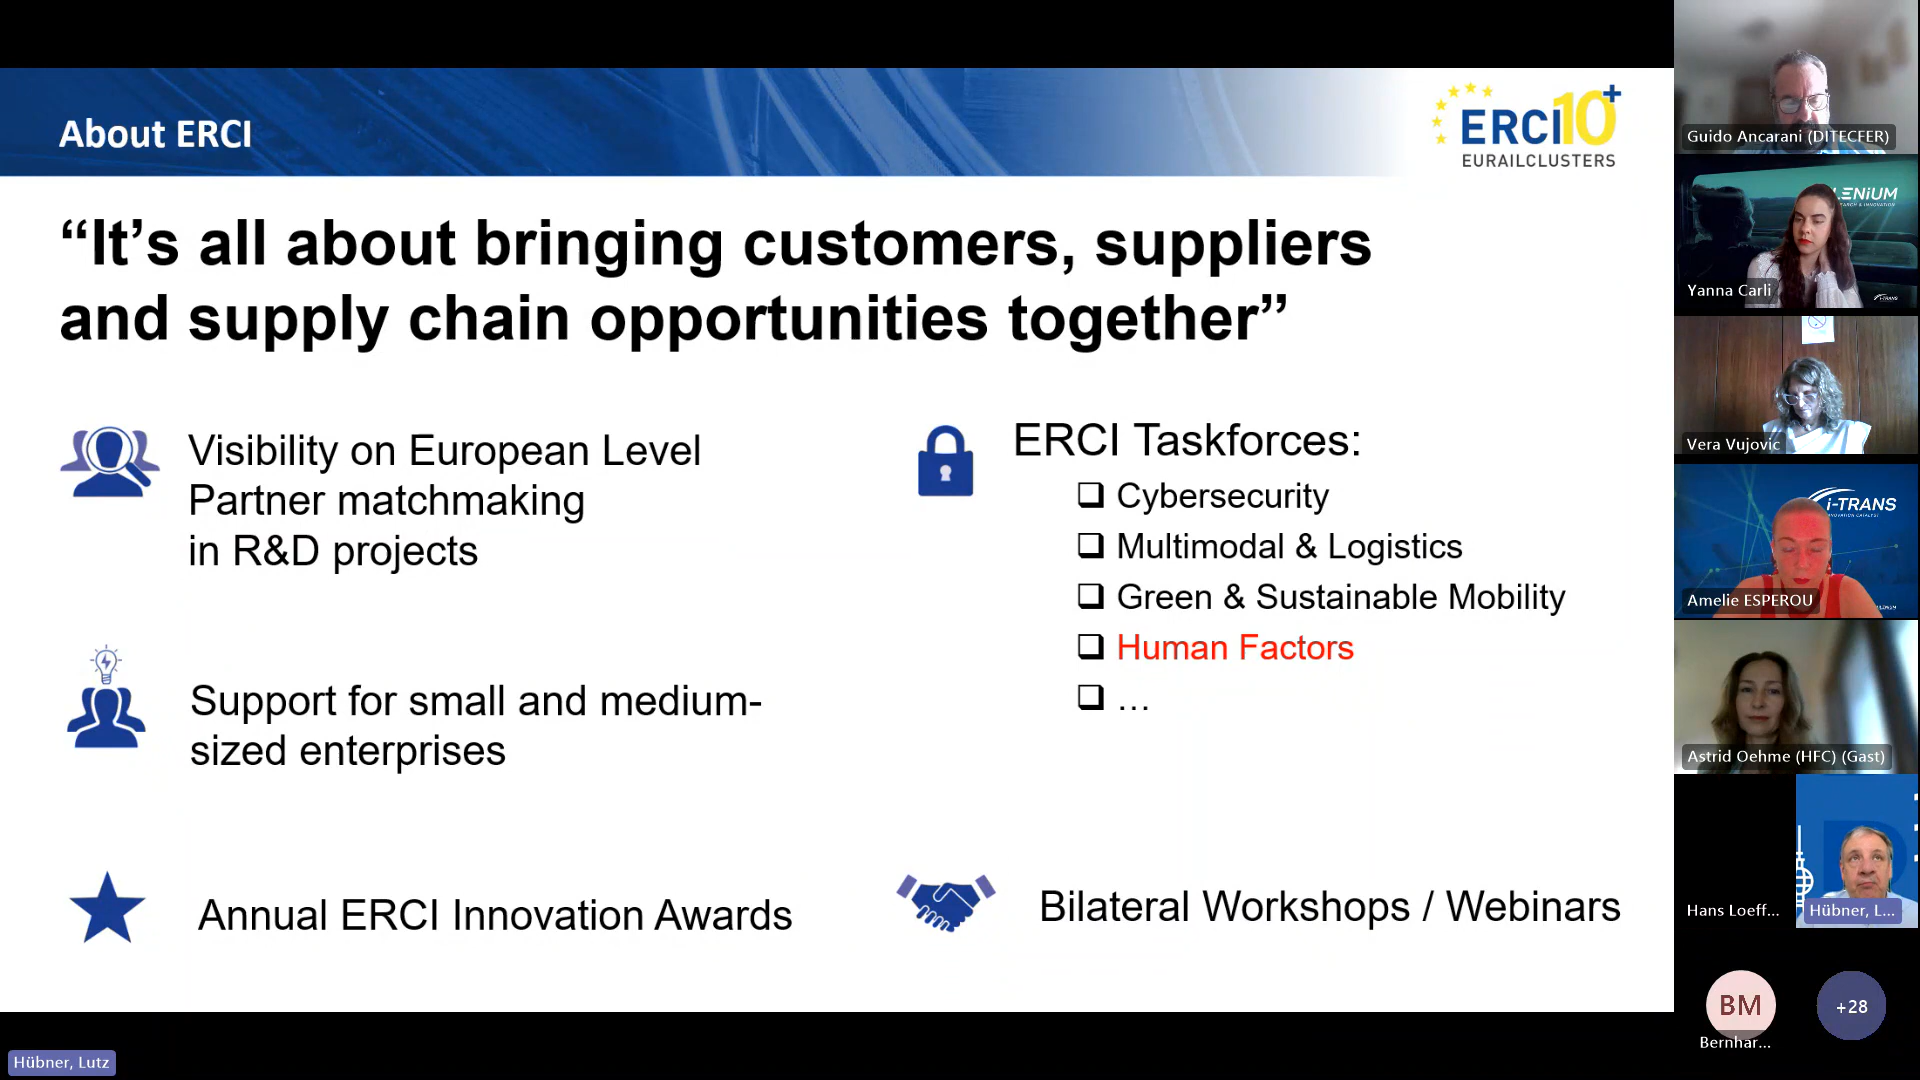 About ERCI
ERCI10+
EURAILCLUSTERS
“It’s all about bringing customers, suppliers
and supply chain opportunities together”
Visibility on European Level
Partner matchmaking
in R&D projects
Support for small and medium-
sized enterprises
Annual ERCI Innovation Awards
ERCI Taskforces:
❑ Cybersecurity
❑ Multimodal & Logistics
❑ Green & Sustainable Mobility
❑ Human Factors
❑ …
Bilateral Workshops / Webinars
Hübner, Lutz
Guido Ancarani (DITECFER)
LENIUM
Yanna Carli
Vera Vujovic
i-TRANS
Amelie ESPEROU
Astrid Oehme (HFC) (Gast)
Hans Loeff...
Hübner, L...
BM
+28
Bernhar...